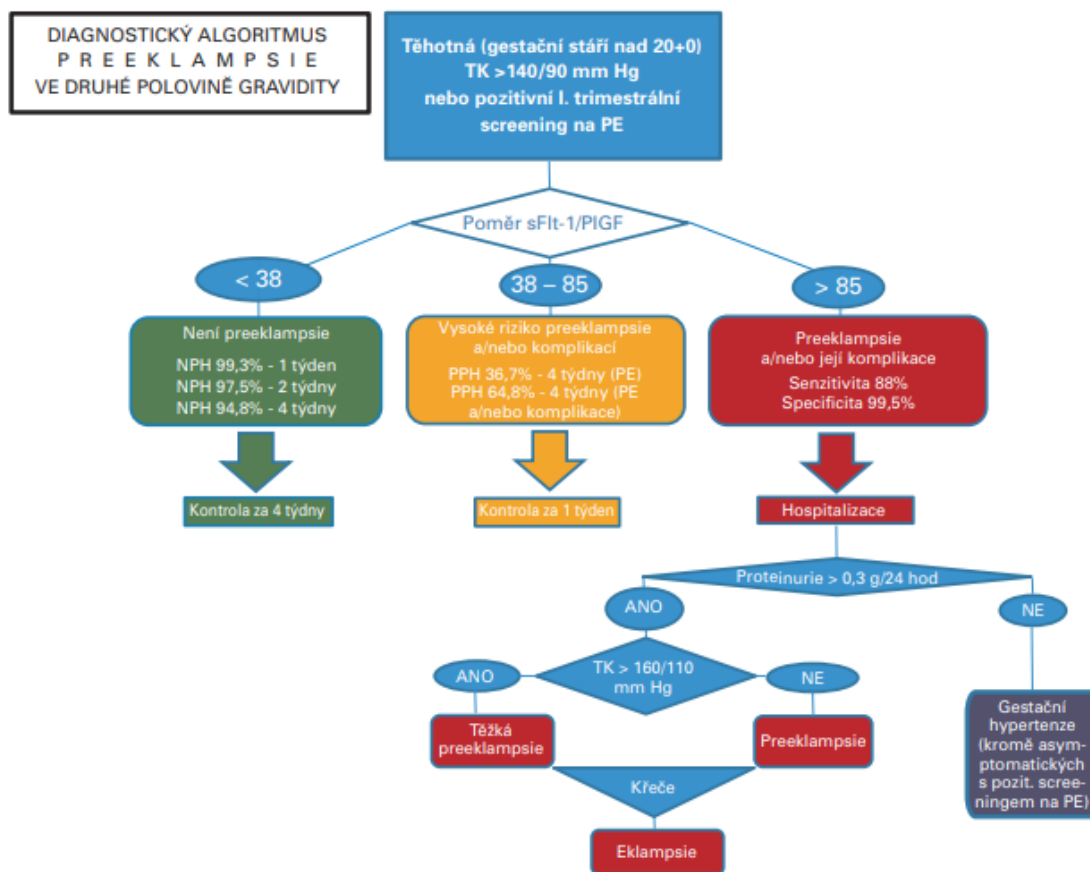 DIAGNOSTICKÝ ALGORITMUS
PREEKLAMPSIE
VE DRUHÉ POLOVINĚ GRAVIDITY
Těhotná (gestační stáří nad 20+0)
TK >140/90 mm Hg
nebo pozitivní I. trimestrální
screening na PE
Poměr sFlt-1/PlGF
< 38
38 – 85
> 85
Není preeklampsie
NPH 99,3% - 1 týden
NPH 97,5% - 2 týdny
NPH 94,8% - 4 týdny
Vysoké riziko preeklampsie
a/nebo komplikací
PPH 36,7% - 4 týdny (PE)
PPH 64,8% - 4 týdny (PE
a/nebo komplikace)
Preeklampsie
a/nebo její komplikace
Senzitivita 88%
Specificita 99,5%
Kontrola za 4 týdny
Kontrola za 1 týden
Hospitalizace
Proteinurie > 0,3 g/24 hod
ANO
NE
TK > 160/110
mm Hg
ANO
NE
Těžká
preeklampsie
Preeklampsie
Gestační
hypertenze
(kromě asym-
ptomatických
s pozit. scree-
ningem na PE)
Křeče
Eklampsie